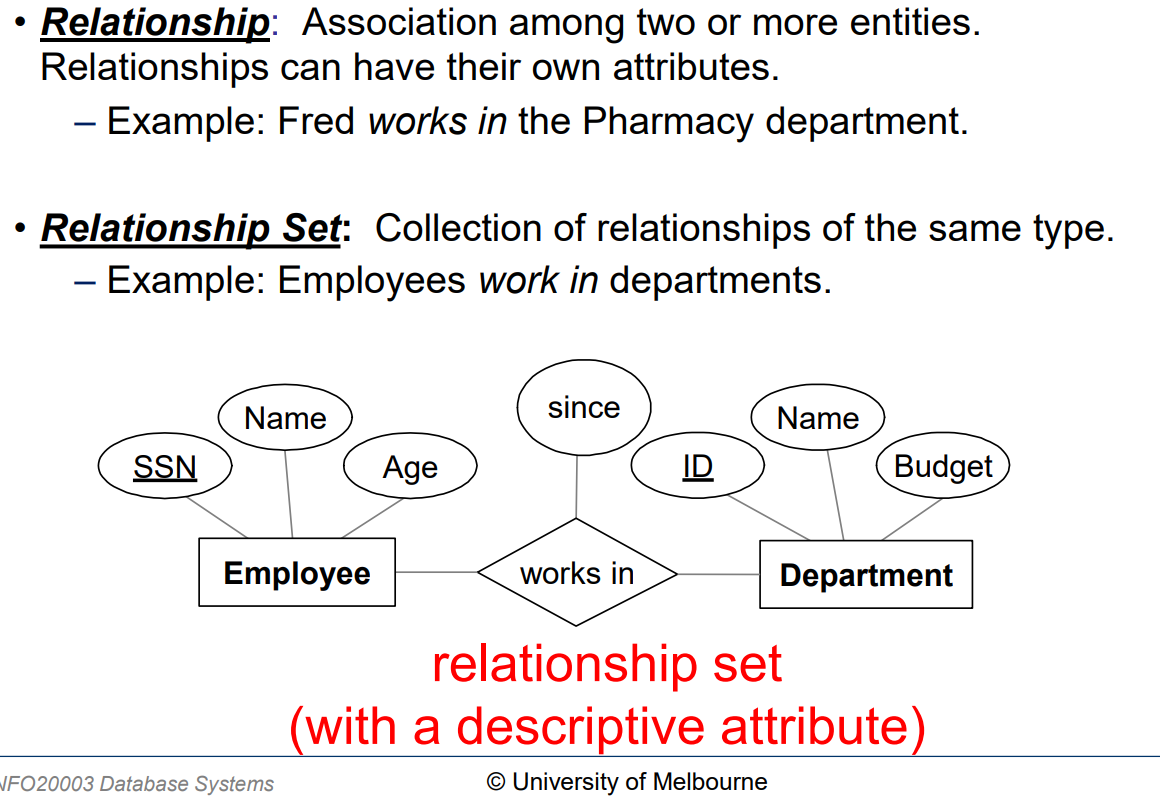 • Relationship: Association among two or more entities.
Relationships can have their own attributes.
– Example: Fred works in the Pharmacy department.
• Relationship Set: Collection of relationships of the same type.
– Example: Employees work in departments.
since
Name
Name
SSN
Age
ID
Budget
Employee
works in
Department
relationship set
(with a descriptive attribute)
NFO20003 Database Systems
© University of Melbourne